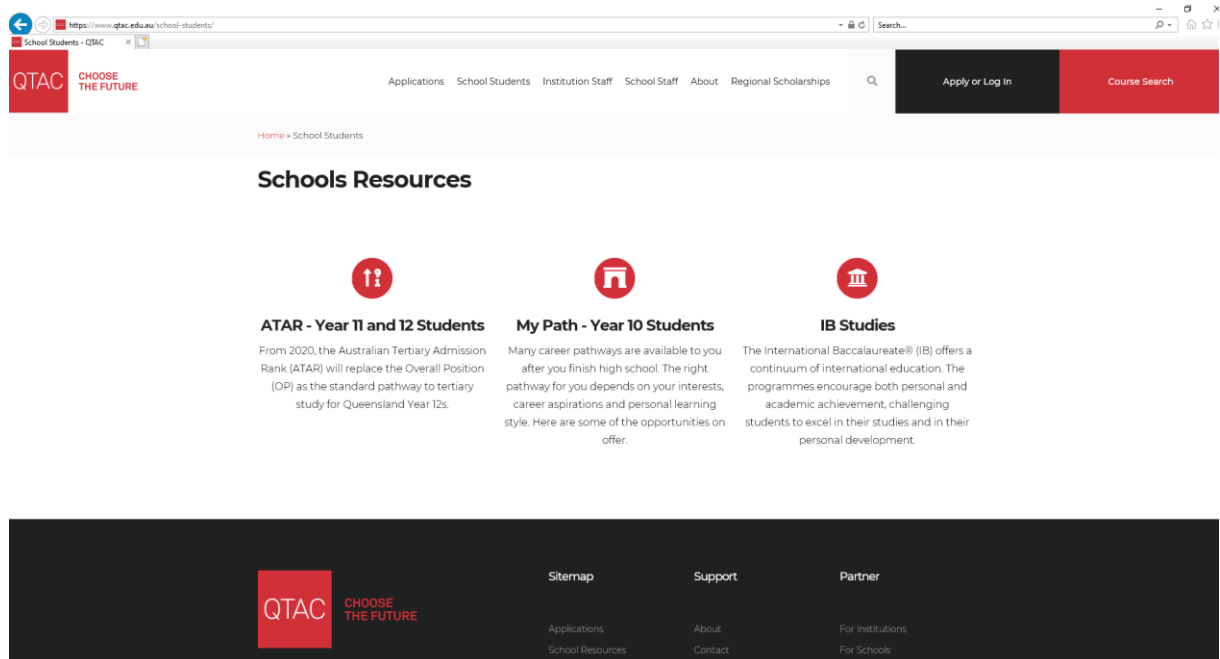 https://www.qtac.edu.au/school-students/
Search...
School Students - QTAC
QTAC
CHOOSE
THE FUTURE
Applications School Students Institution Staff School Staff About Regional Scholarships
Apply or Log In
Course Search
Home » School Students
Schools Resources
ATAR - Year 11 and 12 Students
From 2020, the Australian Tertiary Admission
Rank (ATAR) will replace the Overall Position
(OP) as the standard pathway to tertiary
study for Queensland Year 12s.
My Path - Year 10 Students
Many career pathways are available to you
after you finish high school. The right
pathway for you depends on your interests,
career aspirations and personal learning
style. Here are some of the opportunities on
offer.
IB Studies
The International Baccalaureate® (IB) offers a
continuum of international education. The
programmes encourage both personal and
academic achievement, challenging
students to excel in their studies and in their
personal development.
QTAC
CHOOSE
THE FUTURE
Sitemap
Applications
School Resources
Support
About
Contact
Partner
For Institutions
For Schools